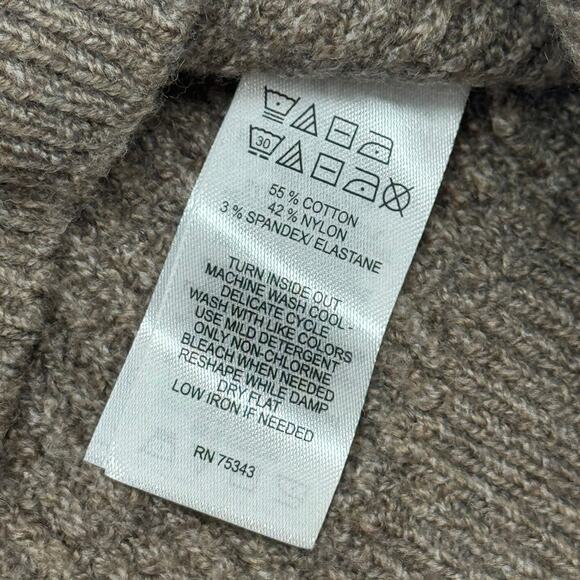 30
55 % COTTON
42 % NYLON
3 % SPANDEX/ ELASTANE
TURN INSIDE OUT
MACHINE WASH COOL -
DELICATE CYCLE
WASH WITH LIKE COLORS
USE MILD DETERGENT
ONLY NON-CHLORINE
BLEACH WHEN NEEDED
RESHAPE WHILE DAMP
DRY FLAT
LOW IRON IF NEEDED
RN 75343